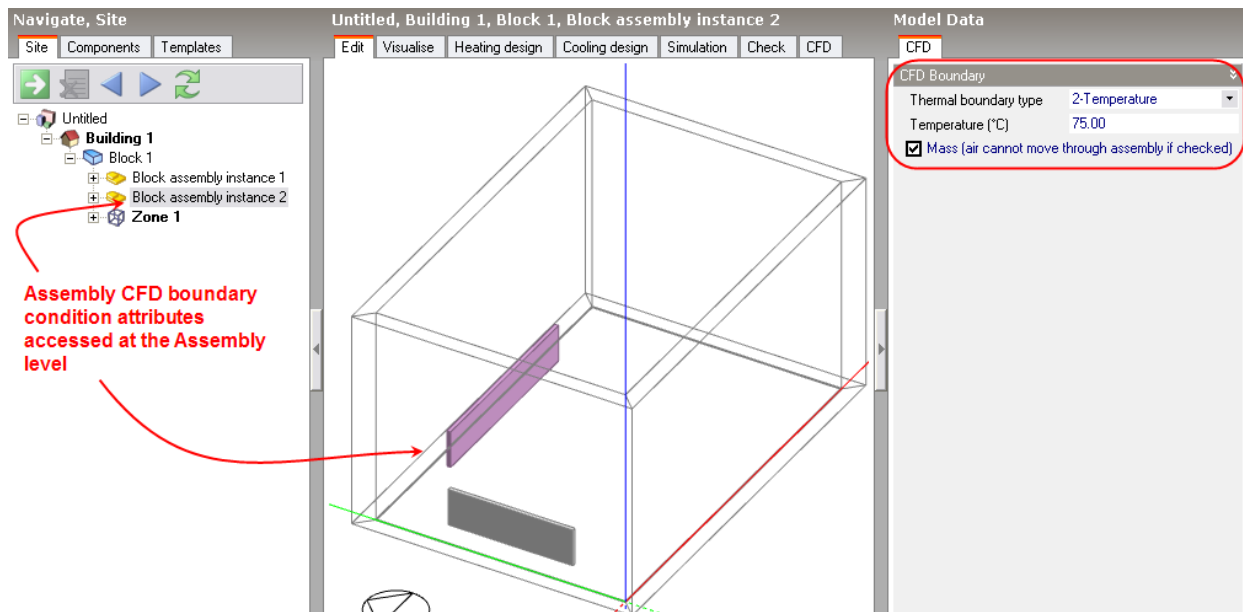 Navigate, Site
Site Components Templates
Untitled
Building 1
Block 1
Block assembly instance 1
Block assembly instance 2
Zone 1
Assembly CFD boundary
condition attributes
accessed at the Assembly
level
Untitled, Building 1, Block 1, Block assembly instance 2
Edit Visualise Heating design Cooling design Simulation Check CFD
Model Data
CFD
CFD Boundary
Thermal boundary type 2-Temperature
Temperature (°C) 75.00
Mass (air cannot move through assembly if checked)